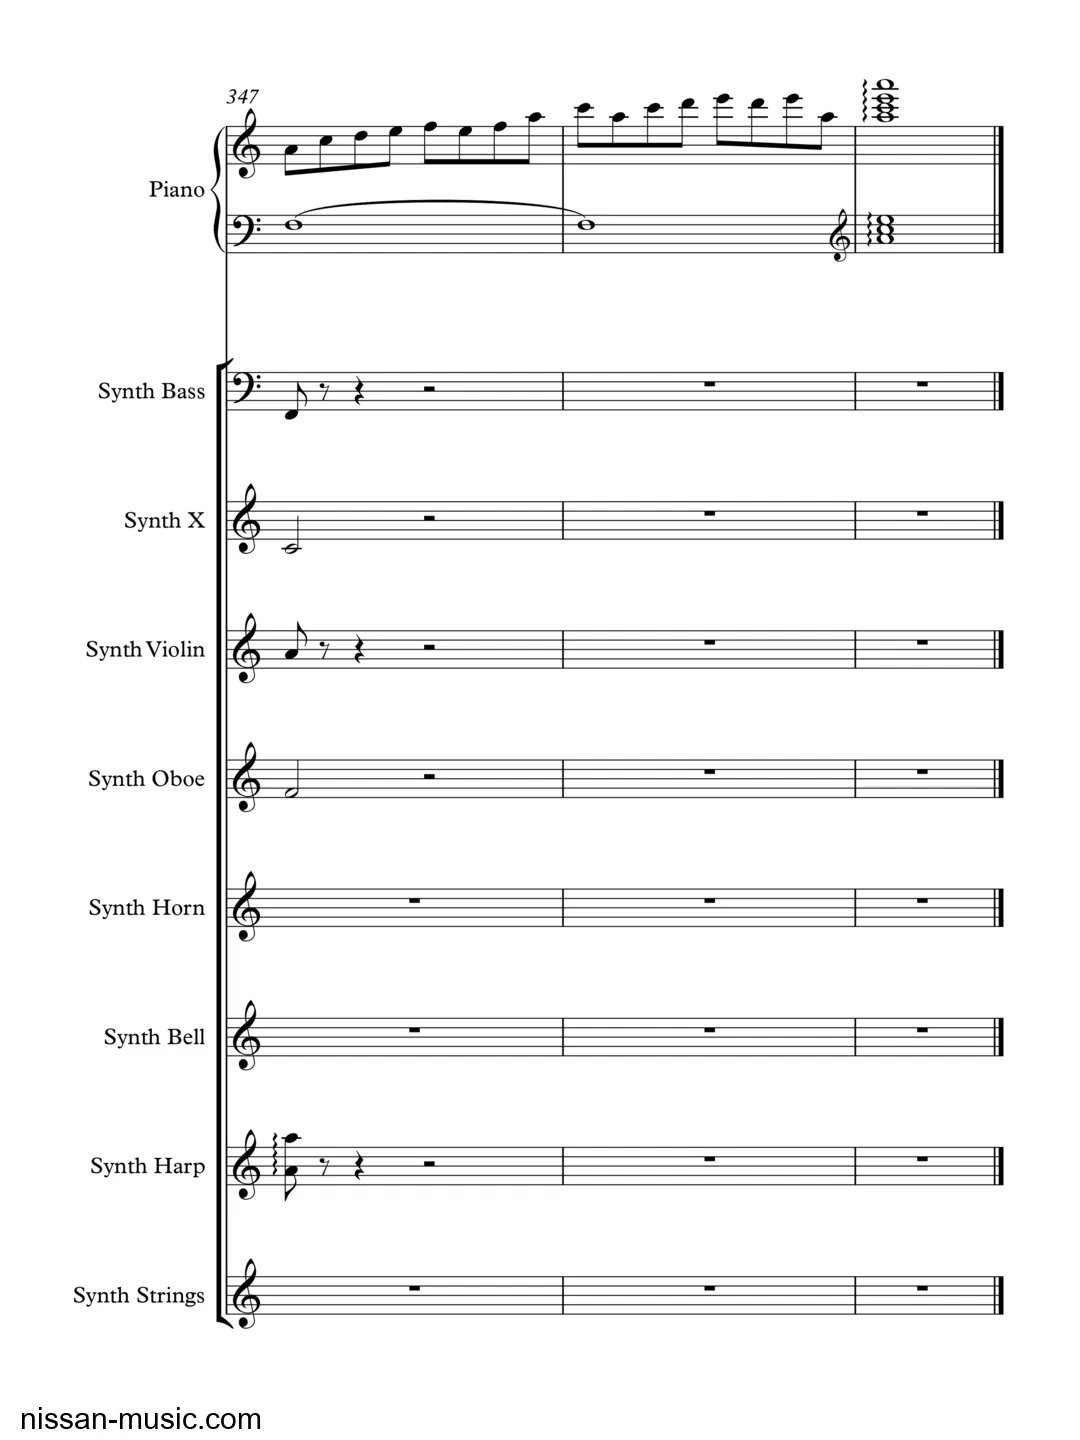 347
Piano
Synth Bass
Synth X
Synth Violin
Synth Oboe
Synth Horn
Synth Bell
Synth Harp
Synth Strings
nissan-music.com